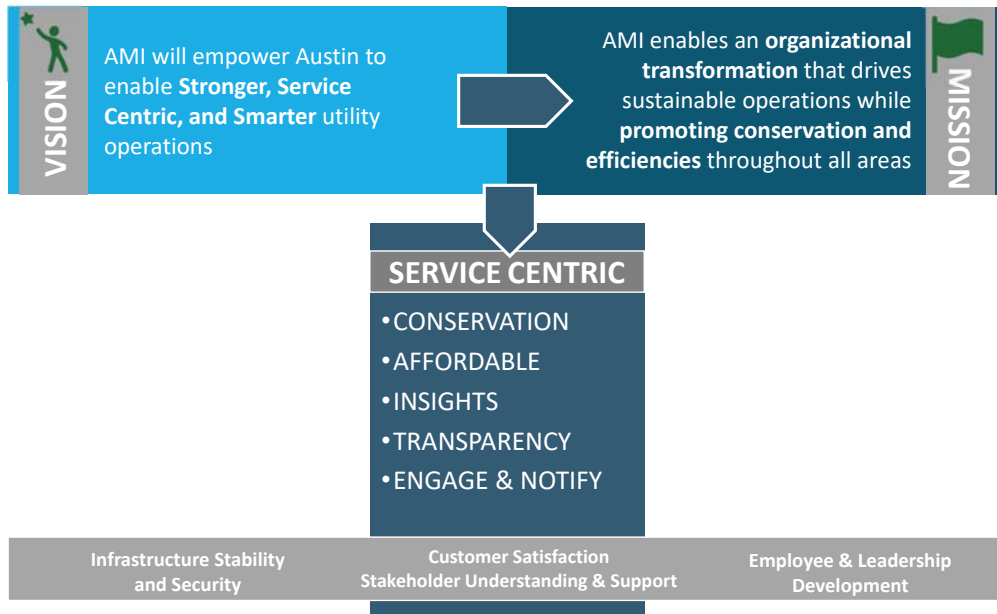 VISION
AMI will empower Austin to
enable Stronger, Service
Centric, and Smarter utility
operations
AMI enables an organizational
transformation that drives
sustainable operations while
promoting conservation and
efficiencies throughout all areas
MISSION
SERVICE CENTRIC
•CONSERVATION
•AFFORDABLE
•INSIGHTS
•TRANSPARENCY
•ENGAGE & NOTIFY
Infrastructure Stability
and Security
Customer Satisfaction
Stakeholder Understanding & Support
Employee & Leadership
Development